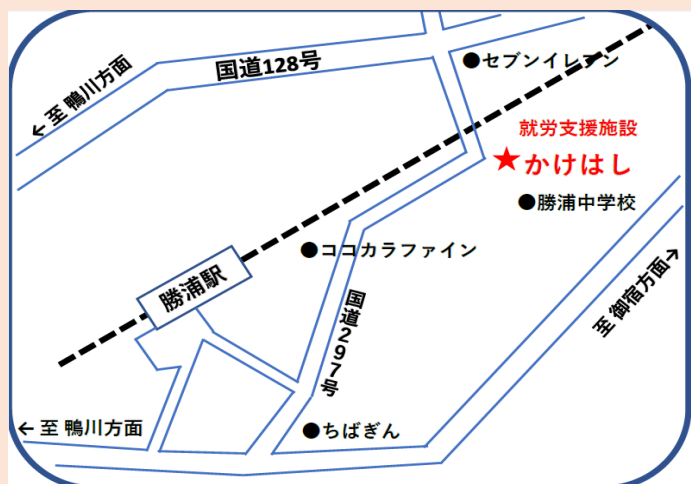 国道128号
●セブンイレブン
← 至 鴨川方面
就労支援施設
★かけはし
●勝浦中学校
●ココカラファイン
勝浦駅
国道297号
至 御宿方面→
← 至 鴨川方面
●ちばぎん